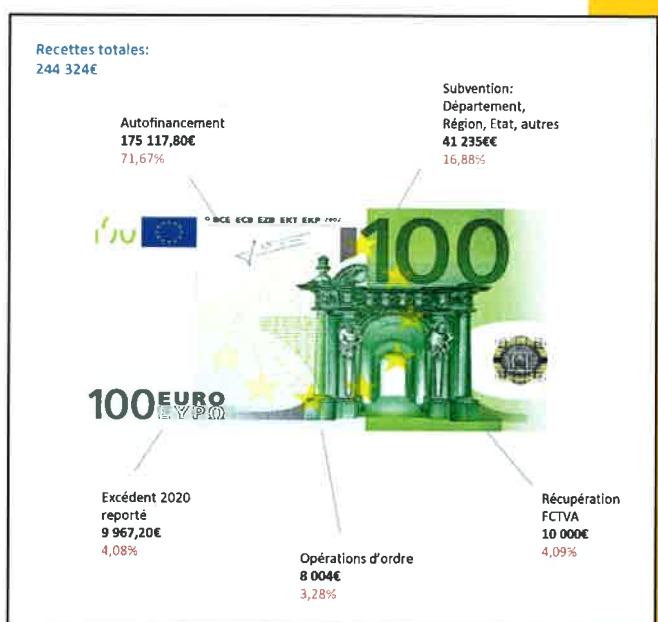 Recettes totales:
244 324€
Autofinancement
175 117,80€
71,67%
Subvention:
Département,
Région, Etat, autres
41 235€€
16,88%
BCE ECB EZB EKT EKP 2002
100
100 EURO
ΕΥΡΩ
Excédent 2020
reporté
9 967,20€
4,08%
Opérations d'ordre
8 004€
3,28%
Récupération
FCTVA
10 000€
4,09%